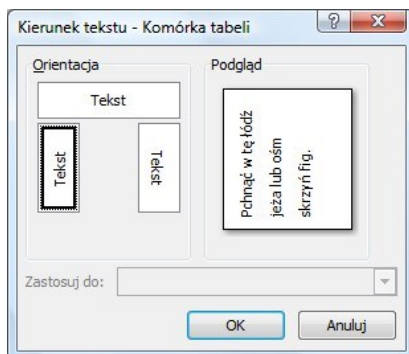 Kierunek tekstu - Komórka tabeli
Orientacja
Podgląd
Tekst
Tekst
Tekst
Pchnąć w tę łódź
jeża lub ośm
skrzyń fig.
Zastosuj do:
OK
Anuluj